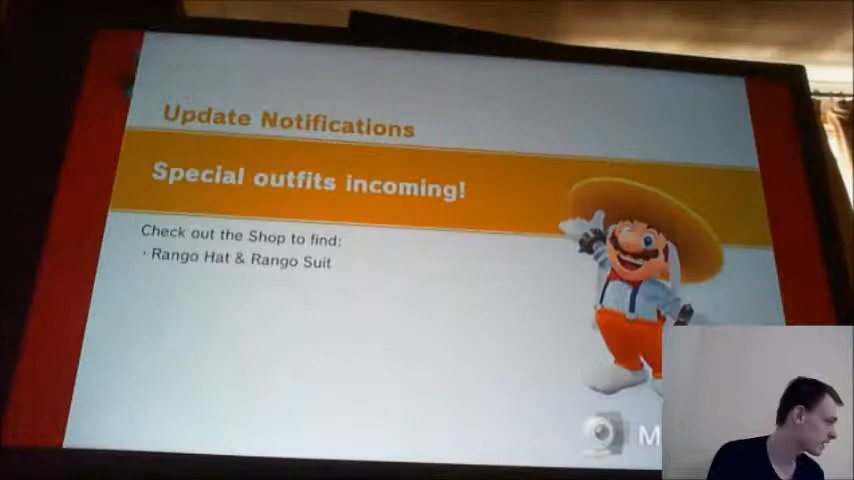 Update Notifications
Special outfits incoming!
Check out the Shop to find:
· Rango Hat & Rango Suit
M